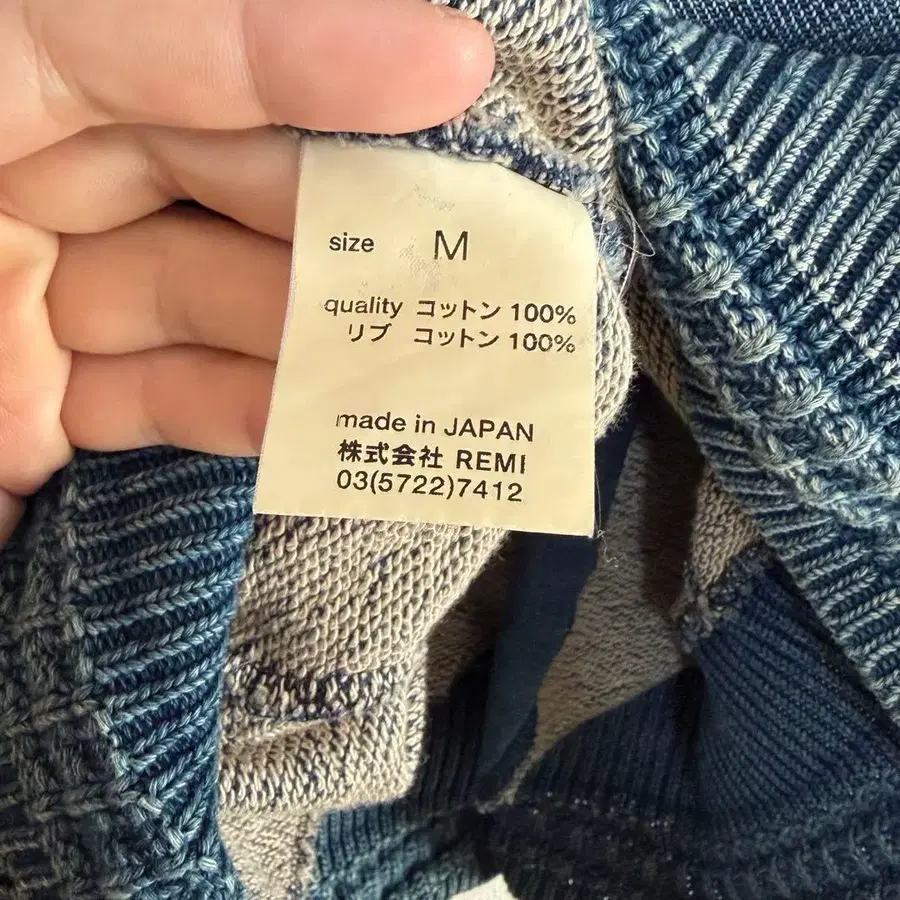 size M
quality コットン 100%
リブ コットン 100%
made in JAPAN
株式会社 REMI
03(5722)7412